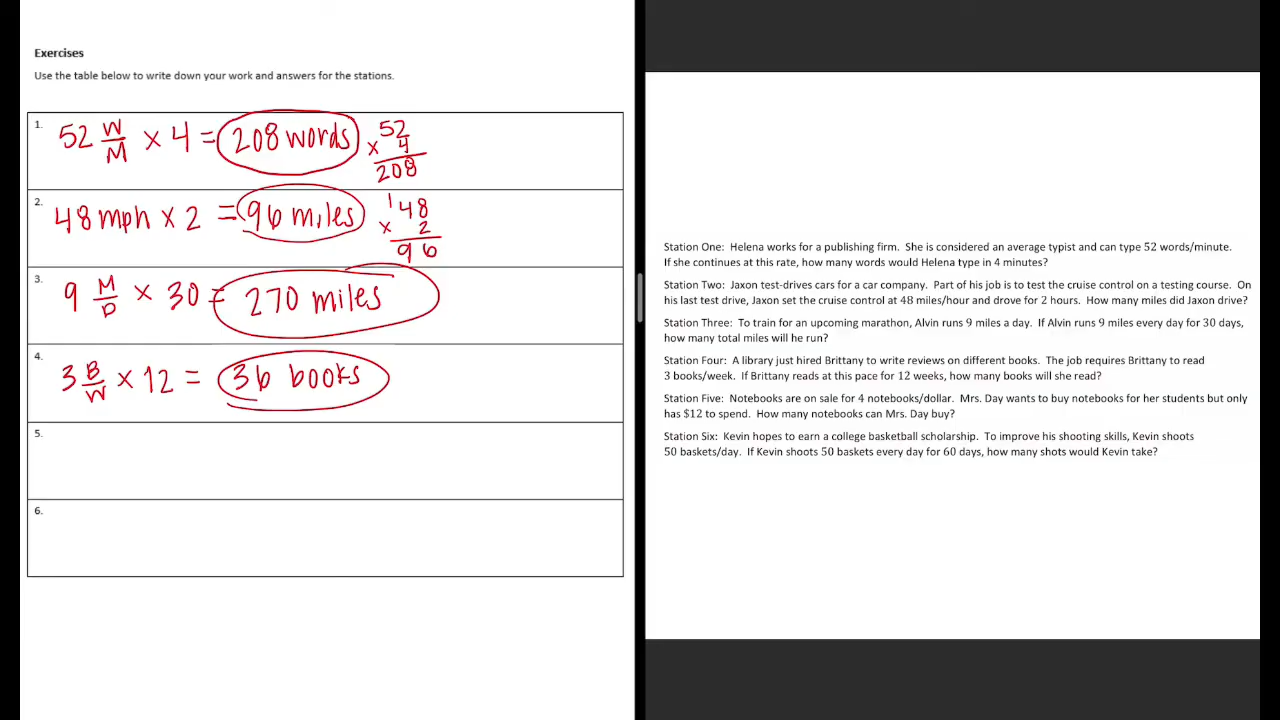 Exercises
Use the table below to write down your work and answers for the stations.
1.
52 W/M × 4 = 208 words
52
× 4
208
2.
48 mph × 2 = 96 miles
1
48
× 2
96
3.
9 M/D × 30 = 270 miles
4.
3 B/W × 12 = 36 books
5.
6.
Station One: Helena works for a publishing firm. She is considered an average typist and can type 52 words/minute.
If she continues at this rate, how many words would Helena type in 4 minutes?
Station Two: Jaxon test-drives cars for a car company. Part of his job is to test the cruise control on a testing course. On
his last test drive, Jaxon set the cruise control at 48 miles/hour and drove for 2 hours. How many miles did Jaxon drive?
Station Three: To train for an upcoming marathon, Alvin runs 9 miles a day. If Alvin runs 9 miles every day for 30 days,
how many total miles will he run?
Station Four: A library just hired Brittany to write reviews on different books. The job requires Brittany to read
3 books/week. If Brittany reads at this pace for 12 weeks, how many books will she read?
Station Five: Notebooks are on sale for 4 notebooks/dollar. Mrs. Day wants to buy notebooks for her students but only
has $12 to spend. How many notebooks can Mrs. Day buy?
Station Six: Kevin hopes to earn a college basketball scholarship. To improve his shooting skills, Kevin shoots
50 baskets/day. If Kevin shoots 50 baskets every day for 60 days, how many shots would Kevin take?